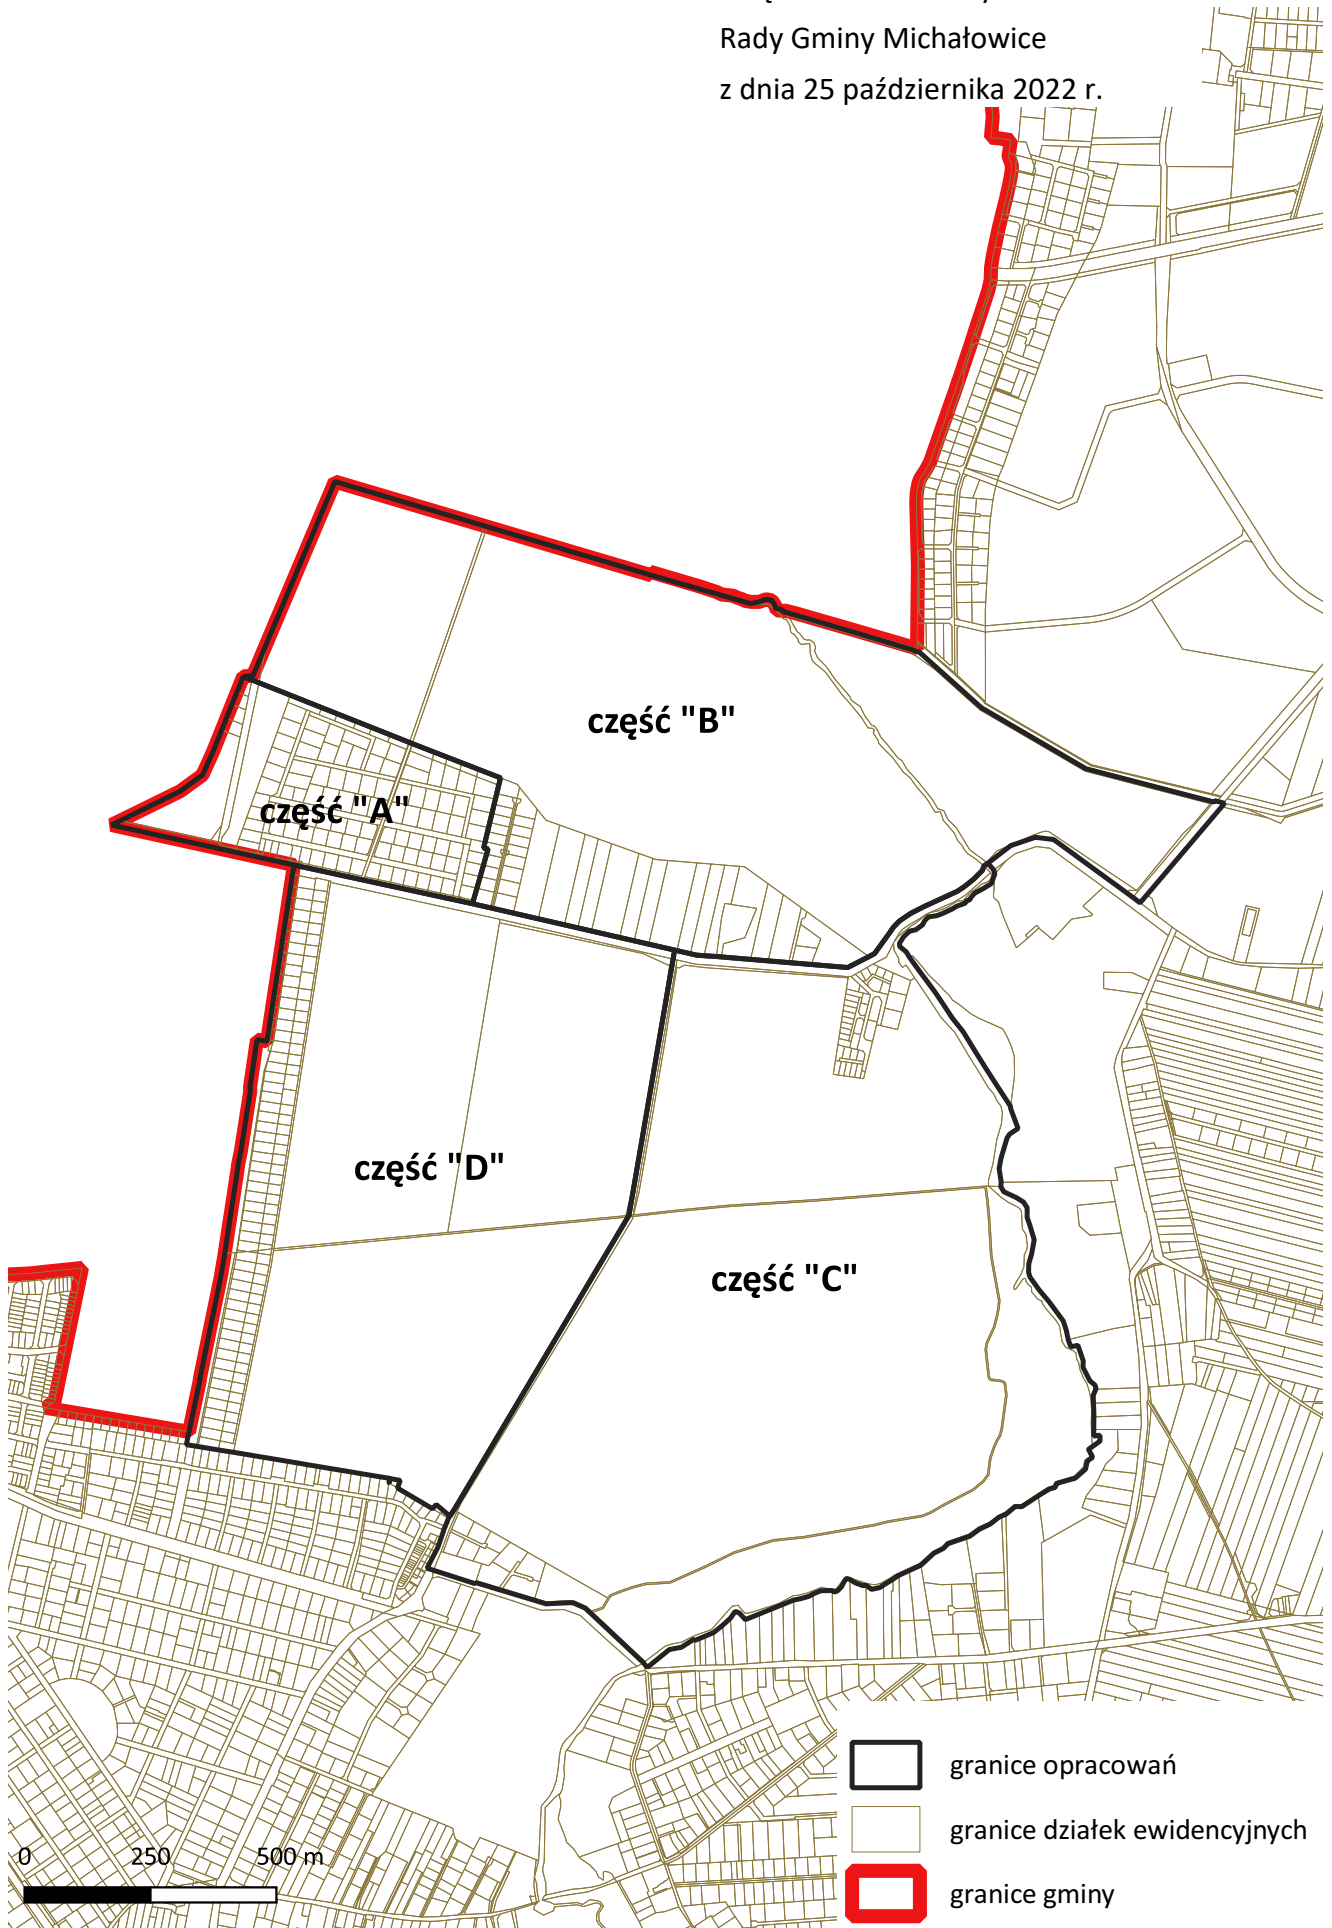 Rady Gminy Michałowice
z dnia 25 października 2022 r.
część "B"
część "A"
część "D"
część "C"
granice opracowań
granice działek ewidencyjnych
granice gminy
0 250 500 m